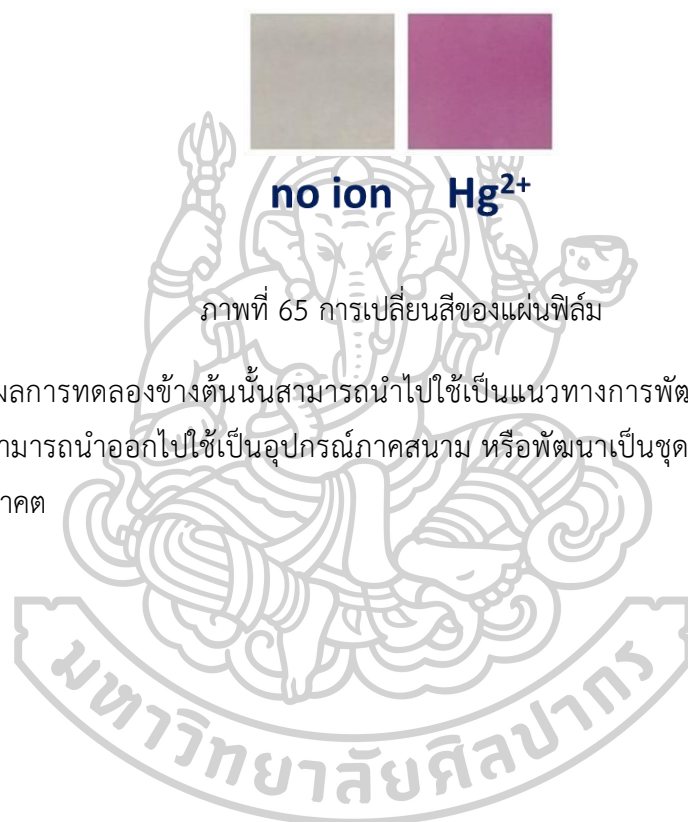 no ion Hg²⁺
ภาพที่ 65 การเปลี่ยนสีของแผ่นฟิล์ม
ผลการทดลองข้างต้นนั้นสามารถนำไปใช้เป็นแนวทางการพัฒ
ามารถนำออกไปใช้เป็นอุปกรณ์ภาคสนาม หรือพัฒนาเป็นชุด
าคต
มหาวิทยาลัยศิลปากร